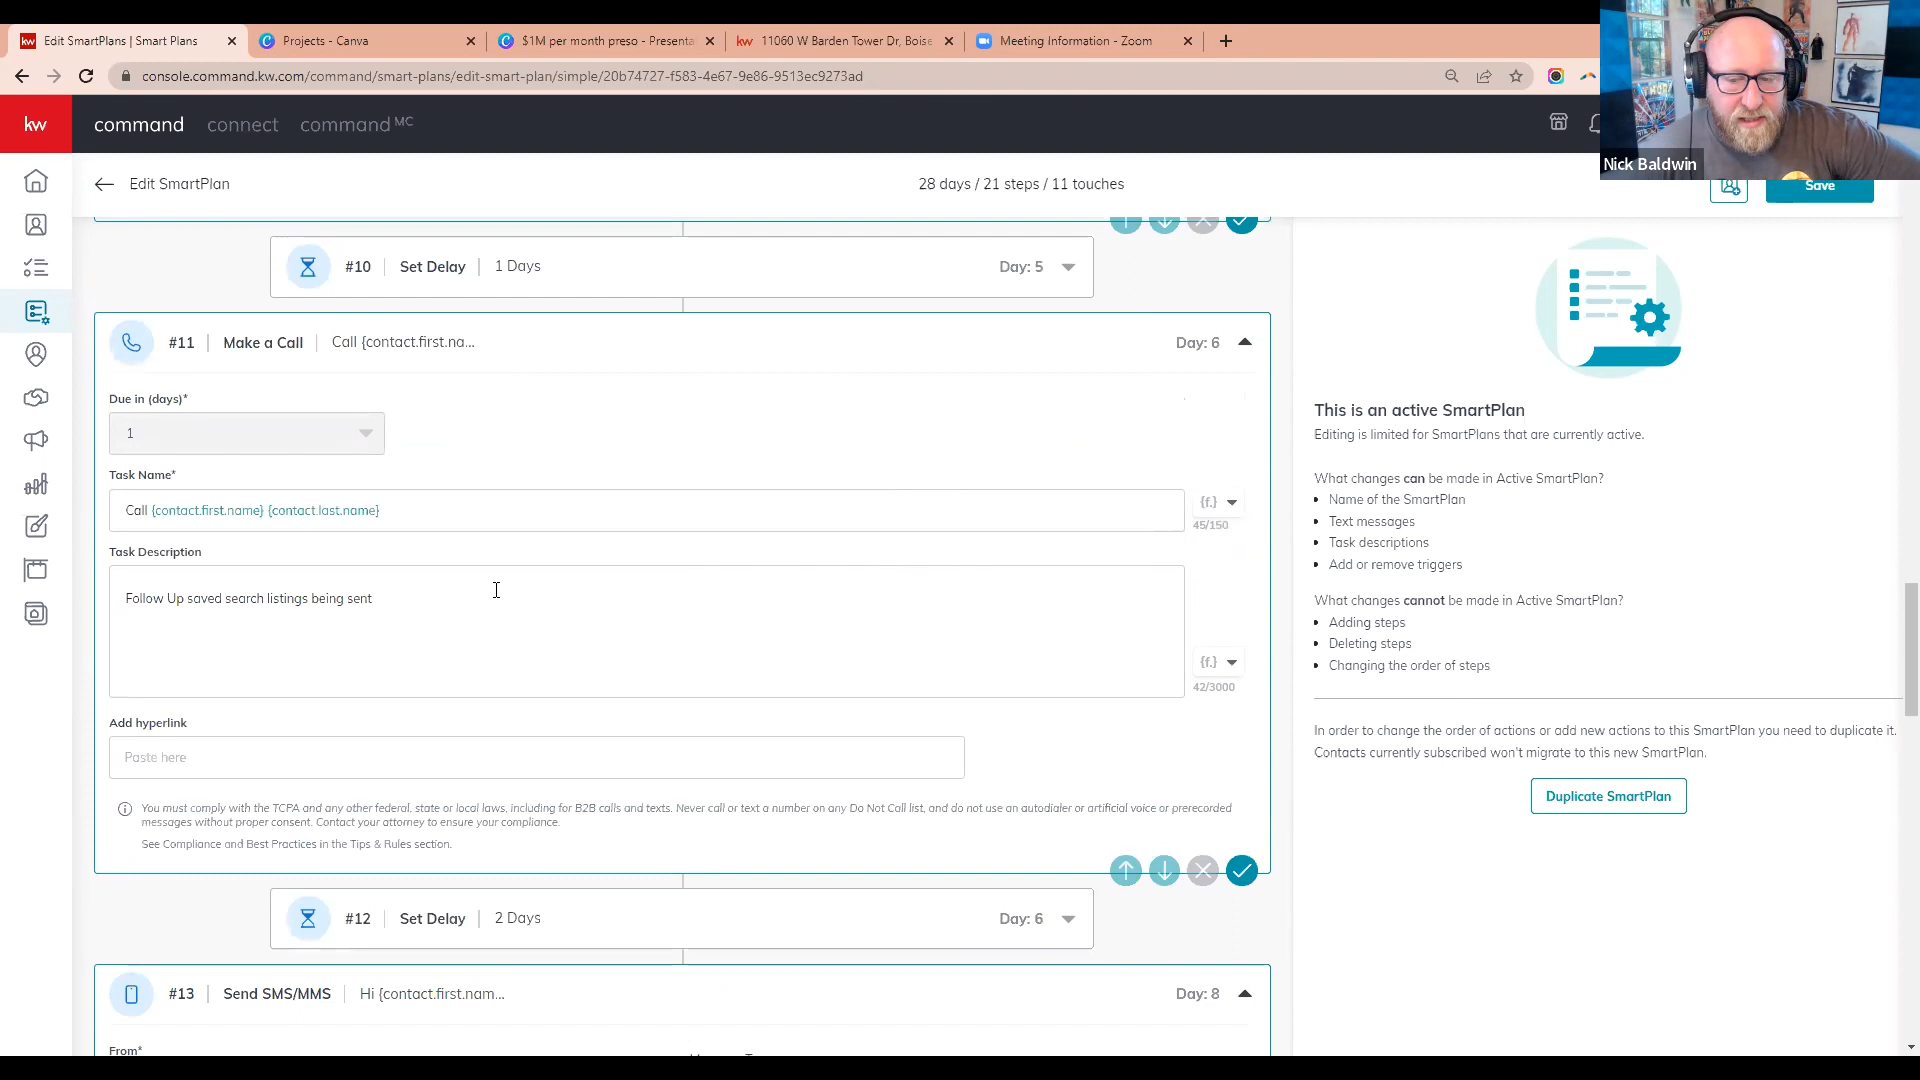 kw Edit SmartPlans | Smart Plans
Projects - Canva
$1M per month preso - Presenta
kw 11060 W Barden Tower Dr, Boise
Meeting Information - Zoom
console.command.kw.com/command/smart-plans/edit-smart-plan/simple/20b74727-f583-4e67-9e86-9513ec9273ad
Nick Baldwin
kw command connect command MC
Edit SmartPlan
28 days / 21 steps / 11 touches
Save
#10 Set Delay 1 Days Day: 5
#11 Make a Call Call {contact.first.na... Day: 6
Due in (days)*
1
Task Name*
Call {contact.first.name} {contact.last.name}
{f.}
45/150
Task Description
Follow Up saved search listings being sent
{f.}
42/3000
Add hyperlink
Paste here
You must comply with the TCPA and any other federal, state or local laws, including for B2B calls and texts. Never call or text a number on any Do Not Call list, and do not use an autodialer or artificial voice or prerecorded
messages without proper consent. Contact your attorney to ensure your compliance.
See Compliance and Best Practices in the Tips & Rules section.
#12 Set Delay 2 Days Day: 6
#13 Send SMS/MMS Hi {contact.first.nam... Day: 8
From*
This is an active SmartPlan
Editing is limited for SmartPlans that are currently active.
What changes can be made in Active SmartPlan?
• Name of the SmartPlan
• Text messages
• Task descriptions
• Add or remove triggers
What changes cannot be made in Active SmartPlan?
• Adding steps
• Deleting steps
• Changing the order of steps
In order to change the order of actions or add new actions to this SmartPlan you need to duplicate it.
Contacts currently subscribed won't migrate to this new SmartPlan.
Duplicate SmartPlan